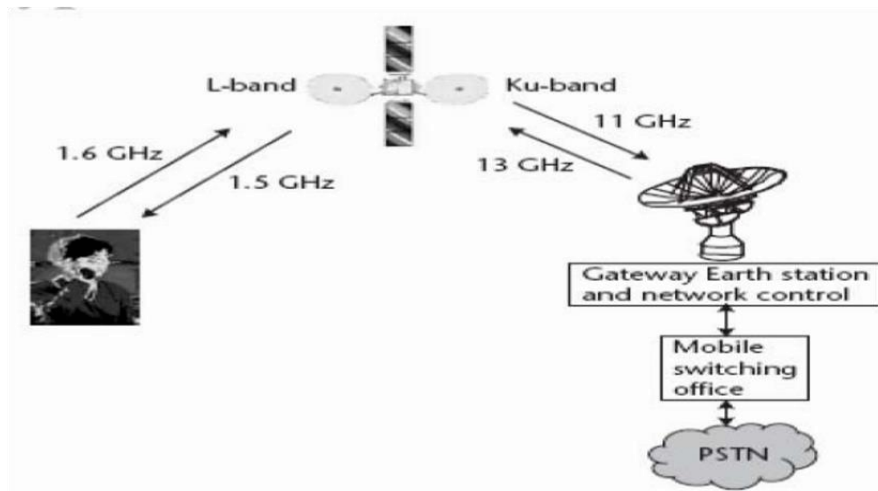 L-band
Ku-band
11 GHz
1.6 GHz
1.5 GHz
13 GHz
Gateway Earth station
and network control
Mobile
switching
office
PSTN